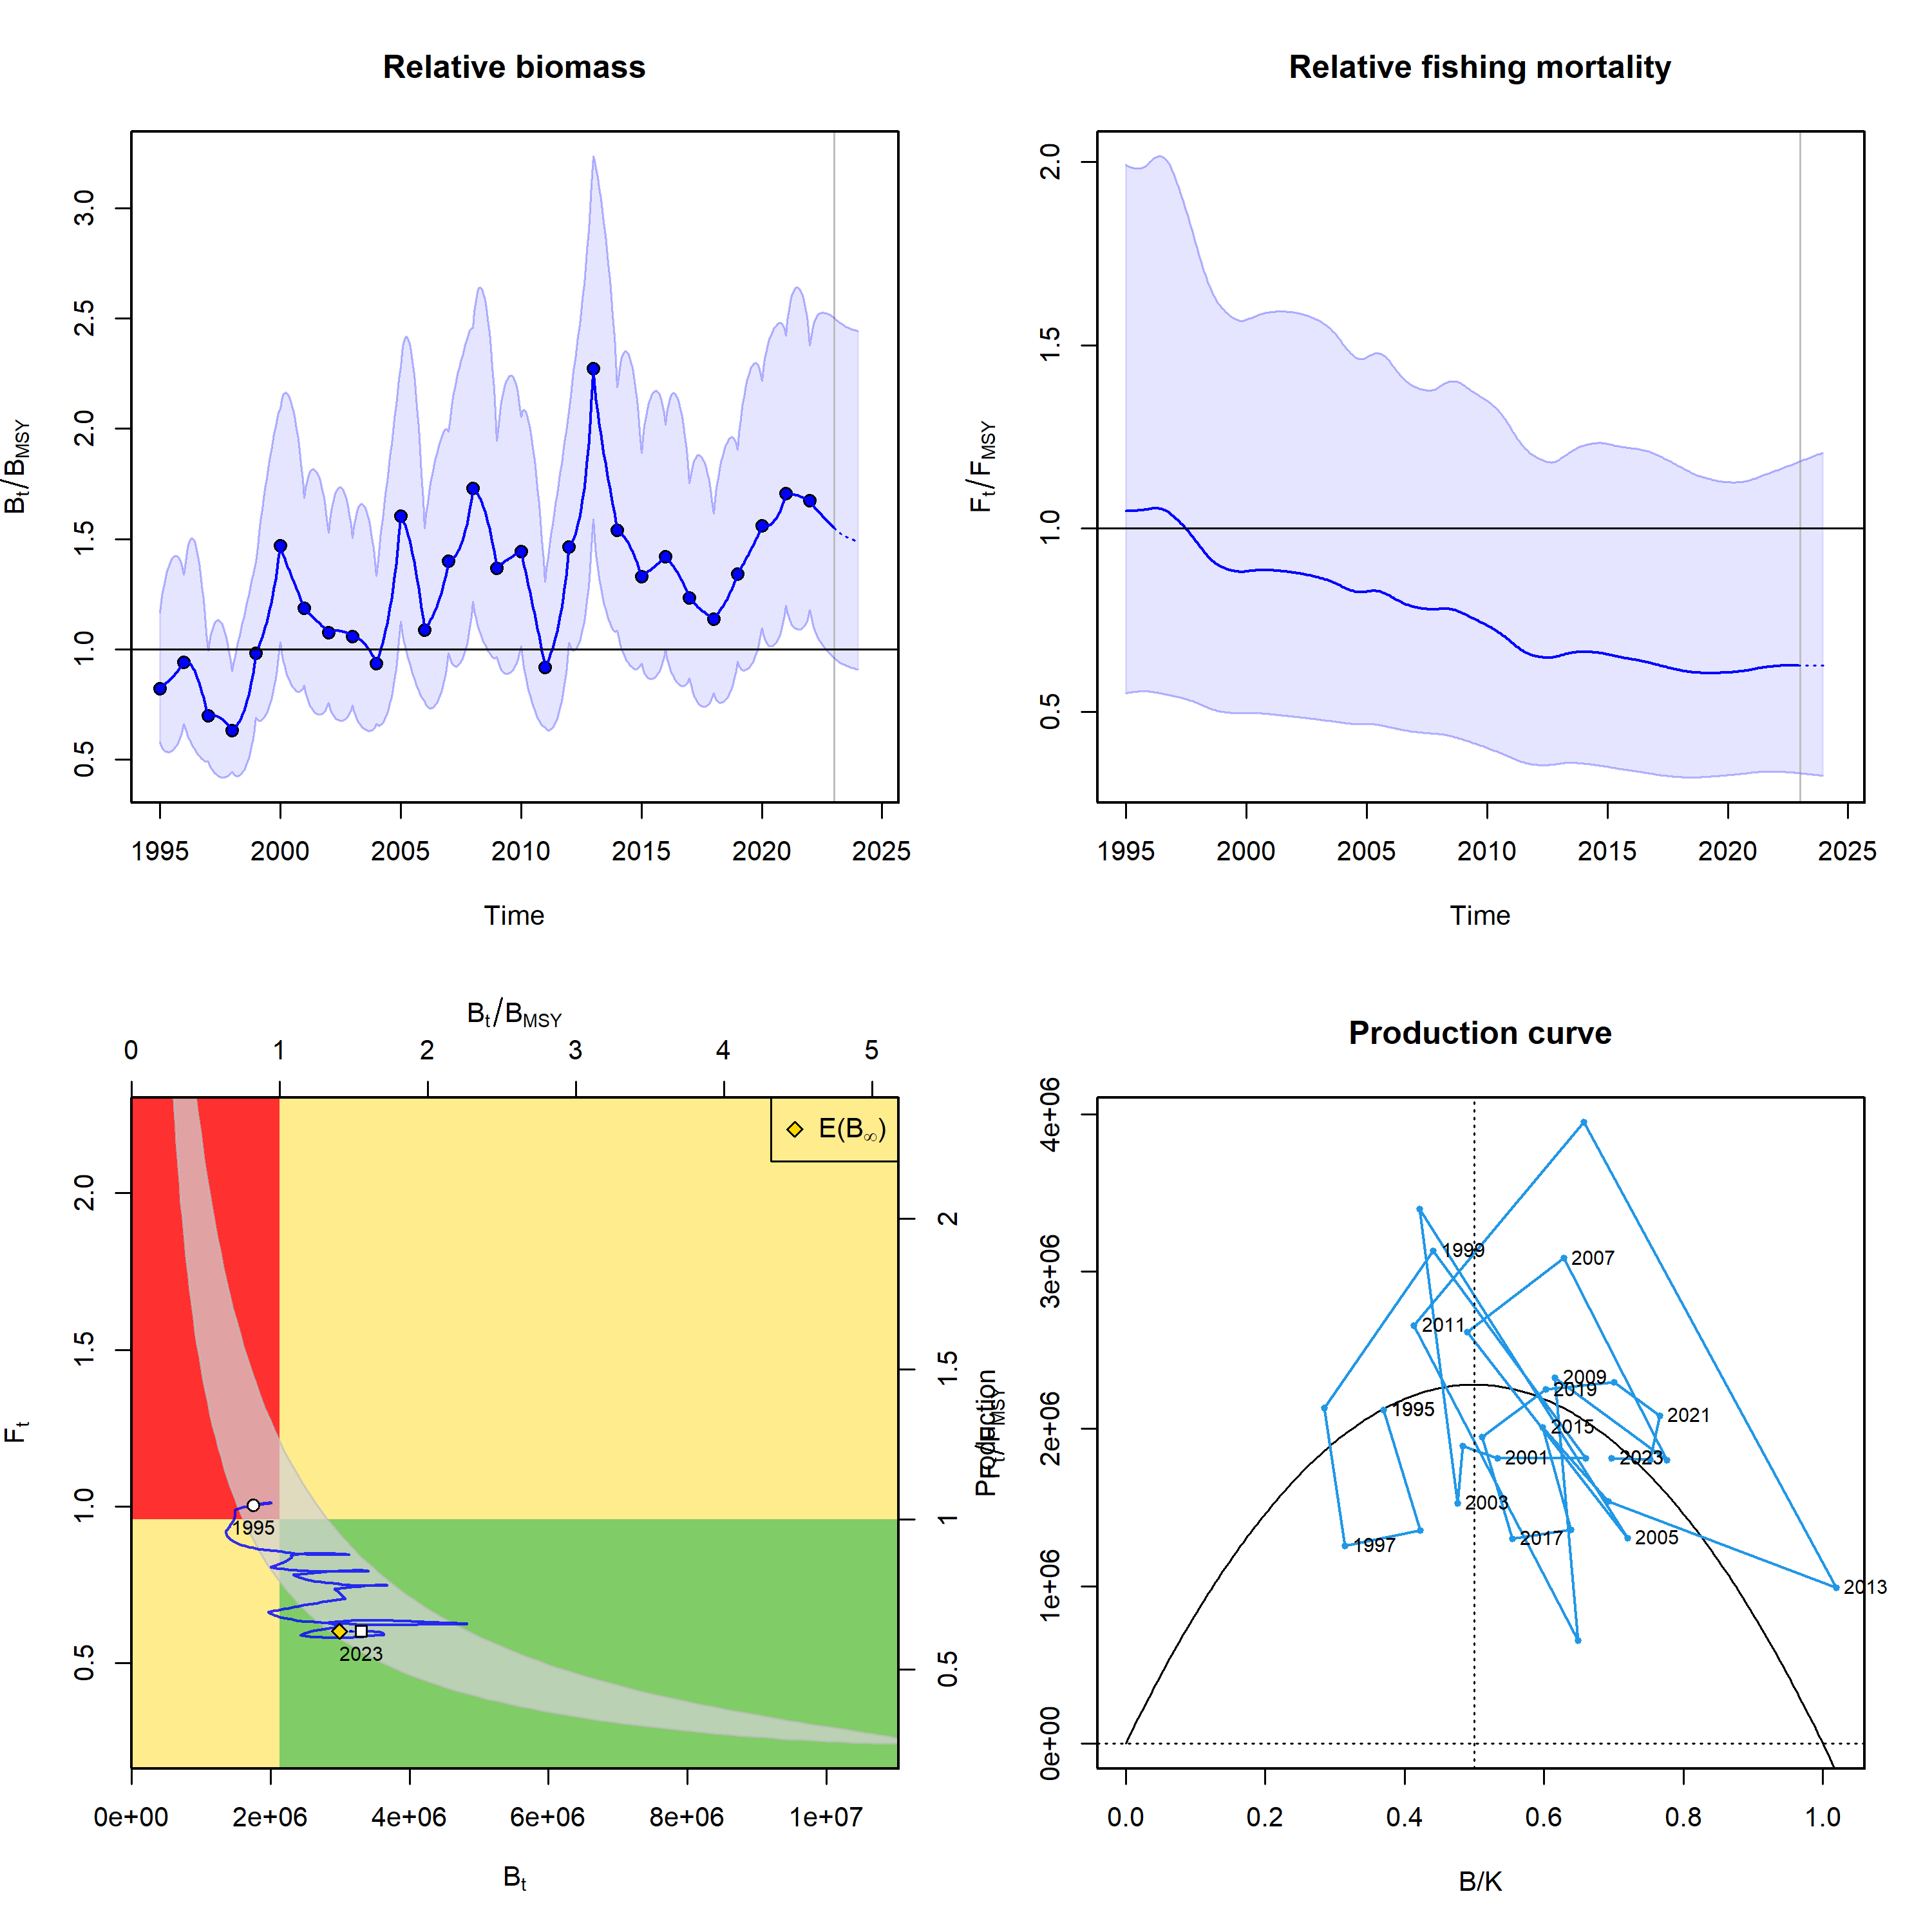 Relative biomass
3.0
2.5
2.0
1.5
1.0
0.5
Bt/BMSY
1995 2000 2005 2010 2015 2020 2025
Time
Relative fishing mortality
2.0
1.5
1.0
0.5
Ft/FMSY
1995 2000 2005 2010 2015 2020 2025
Time
Bt/BMSY
0 1 2 3 4 5
E(B∞)
2.0
1.5
1.0
0.5
Ft
2
1.5
1
0.5
Ft/FMSY
1995
2023
0e+00 2e+06 4e+06 6e+06 8e+06 1e+07
Bt
Production curve
4e+06
3e+06
2e+06
1e+06
0e+00
Production
1999
2007
2011
2009
2019
1995
2021
2015
2001
2023
2003
2005
2017
1997
2013
0.0 0.2 0.4 0.6 0.8 1.0
B/K